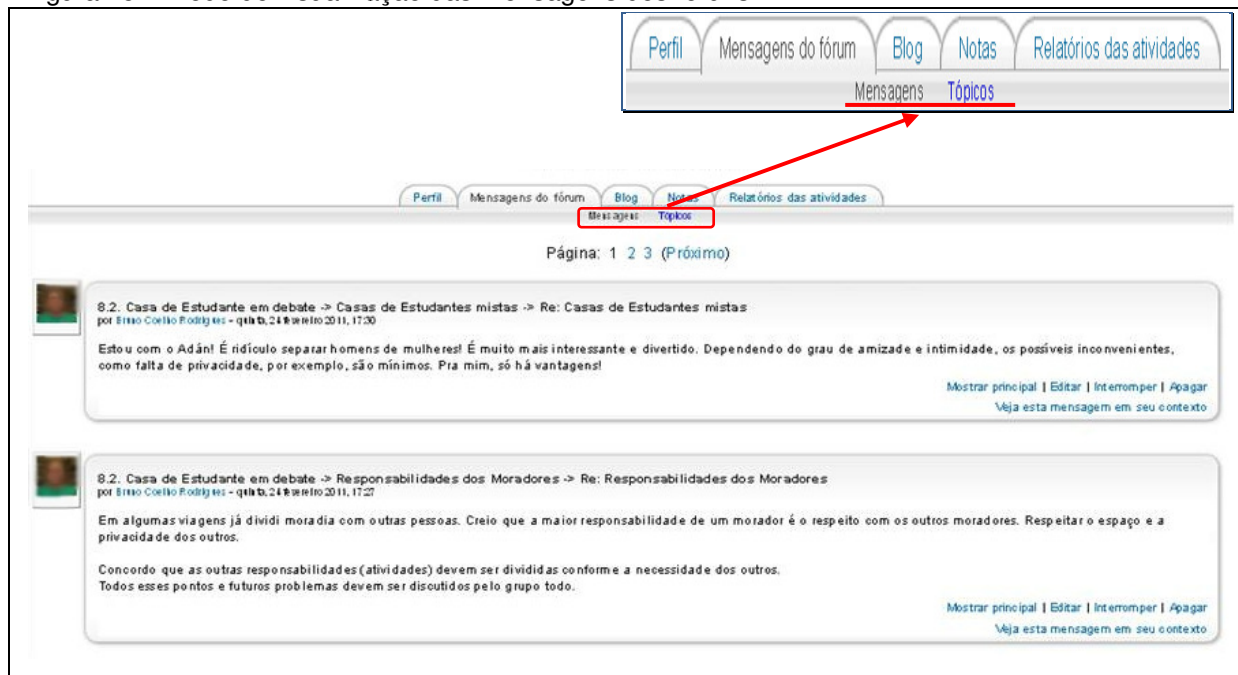 Perfil Mensagens do fórum Blog Notas Relatórios das atividades
Mensagens Tópicos
Perfil Mensagens do fórum Blog Notas Relatórios das atividades
Mensagens Tópicos
Página: 1 2 3 (Próximo)
8.2. Casa de Estudante em debate -> Casas de Estudantes mistas -> Re: Casas de Estudantes mistas
por Bruno Coelho Rodrigues - quinta, 24 fevereiro 2011, 17:30
Estou com o Adán! É ridículo separar homens de mulheres! É muito mais interessante e divertido. Dependendo do grau de amizade e intimidade, os possíveis inconvenientes,
como falta de privacidade, por exemplo, são mínimos. Pra mim, só há vantagens!
Mostrar principal | Editar | Interromper | Apagar
Veja esta mensagem em seu contexto
8.2. Casa de Estudante em debate -> Responsabilidades dos Moradores -> Re: Responsabilidades dos Moradores
por Bruno Coelho Rodrigues - quinta, 24 fevereiro 2011, 17:27
Em algumas viagens já dividi moradia com outras pessoas. Creio que a maior responsabilidade de um morador é o respeito com os outros moradores. Respeitar o espaço e a
privacidade dos outros.
Concordo que as outras responsabilidades (atividades) devem ser divididas conforme a necessidade dos outros.
Todos esses pontos e futuros problemas devem ser discutidos pelo grupo todo.
Mostrar principal | Editar | Interromper | Apagar
Veja esta mensagem em seu contexto